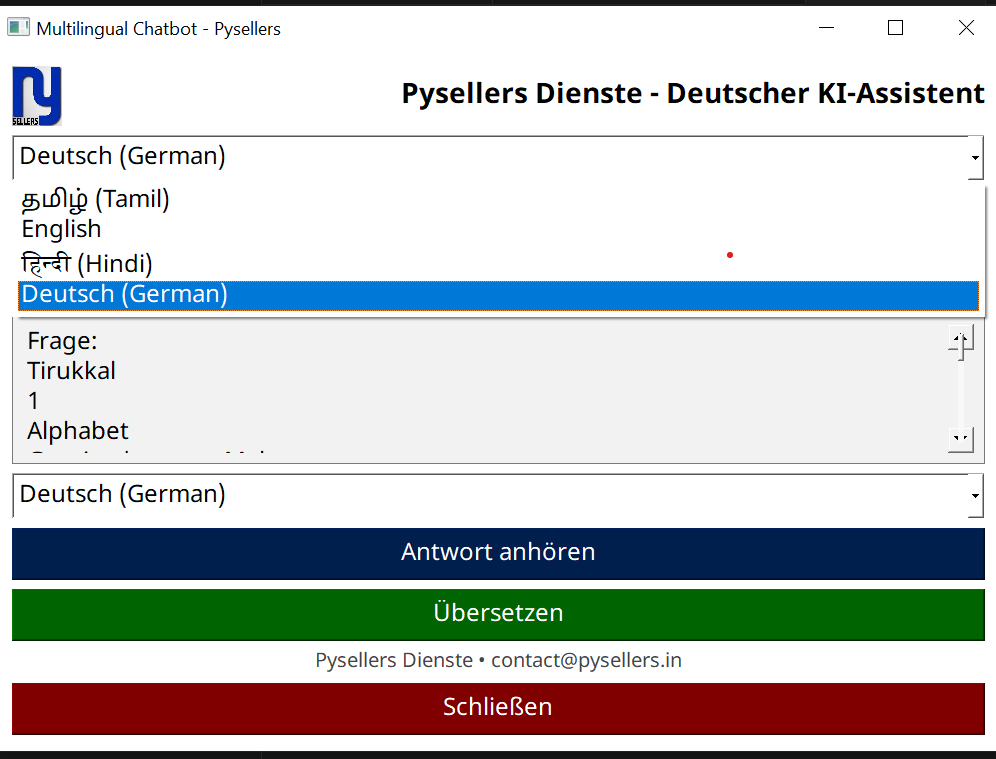 Multilingual Chatbot - Pysellers
SELLERS
Pysellers Dienste - Deutscher KI-Assistent
Deutsch (German)
தமிழ் (Tamil)
English
हिन्दी (Hindi)
Deutsch (German)
Frage:
Tirukkal
1
Alphabet
Deutsch (German)
Antwort anhören
Übersetzen
Pysellers Dienste • contact@pysellers.in
Schließen